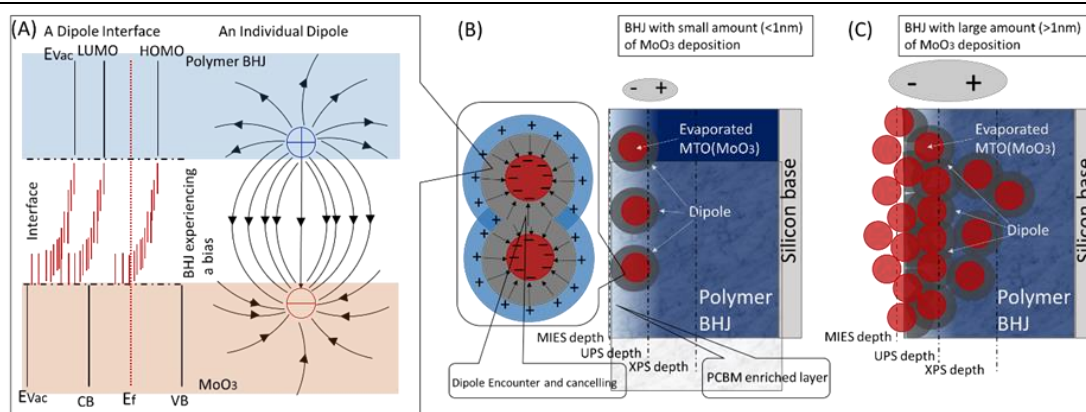 (A)
A Dipole Interface
An Individual Dipole
EVac LUMO HOMO
Polymer BHJ
Interface
BHJ experiencing
a bias
MoO3
EVac
CB
Ef
VB
(B)
BHJ with small amount (<1nm)
of MoO3 deposition
- +
Evaporated
MTO(MoO3)
Dipole
Polymer
BHJ
Silicon base
MIES depth
UPS depth
XPS depth
Dipole Encounter and cancelling
PCBM enriched layer
(C)
BHJ with large amount (>1nm)
of MoO3 deposition
- +
Evaporated
MTO(MoO3)
Dipole
Polymer
BHJ
Silicon base
MIES depth
UPS depth
XPS depth